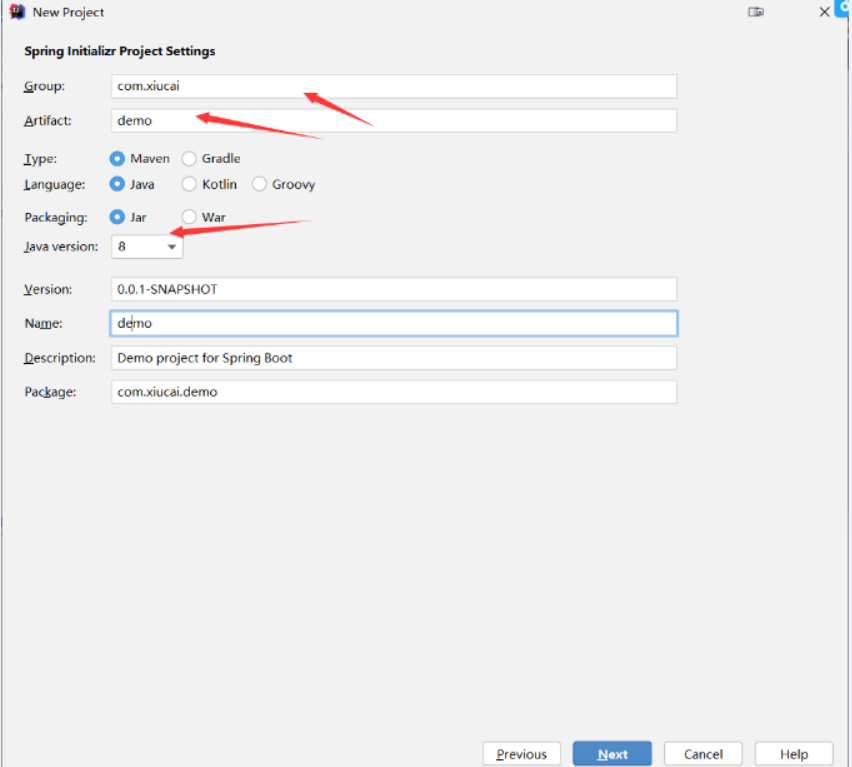 New Project
Spring Initializr Project Settings
Group: com.xiucai
Artifact: demo
Type: Maven Gradle
Language: Java Kotlin Groovy
Packaging: Jar War
Java version: 8
Version: 0.0.1-SNAPSHOT
Name: demo
Description: Demo project for Spring Boot
Package: com.xiucai.demo
Previous Next Cancel Help